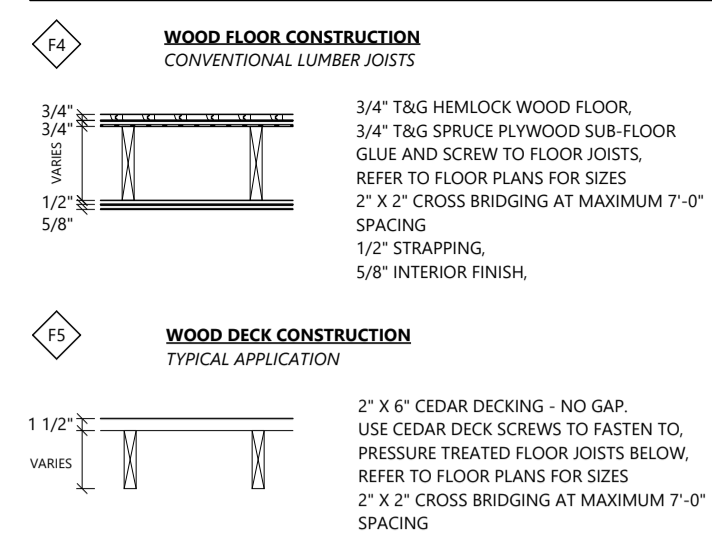 F4
WOOD FLOOR CONSTRUCTION
CONVENTIONAL LUMBER JOISTS
3/4"
3/4"
VARIES
1/2"
5/8"
3/4" T&G HEMLOCK WOOD FLOOR,
3/4" T&G SPRUCE PLYWOOD SUB-FLOOR
GLUE AND SCREW TO FLOOR JOISTS,
REFER TO FLOOR PLANS FOR SIZES
2" X 2" CROSS BRIDGING AT MAXIMUM 7'-0"
SPACING
1/2" STRAPPING,
5/8" INTERIOR FINISH,
F5
WOOD DECK CONSTRUCTION
TYPICAL APPLICATION
1 1/2"
VARIES
2" X 6" CEDAR DECKING - NO GAP.
USE CEDAR DECK SCREWS TO FASTEN TO,
PRESSURE TREATED FLOOR JOISTS BELOW,
REFER TO FLOOR PLANS FOR SIZES
2" X 2" CROSS BRIDGING AT MAXIMUM 7'-0"
SPACING